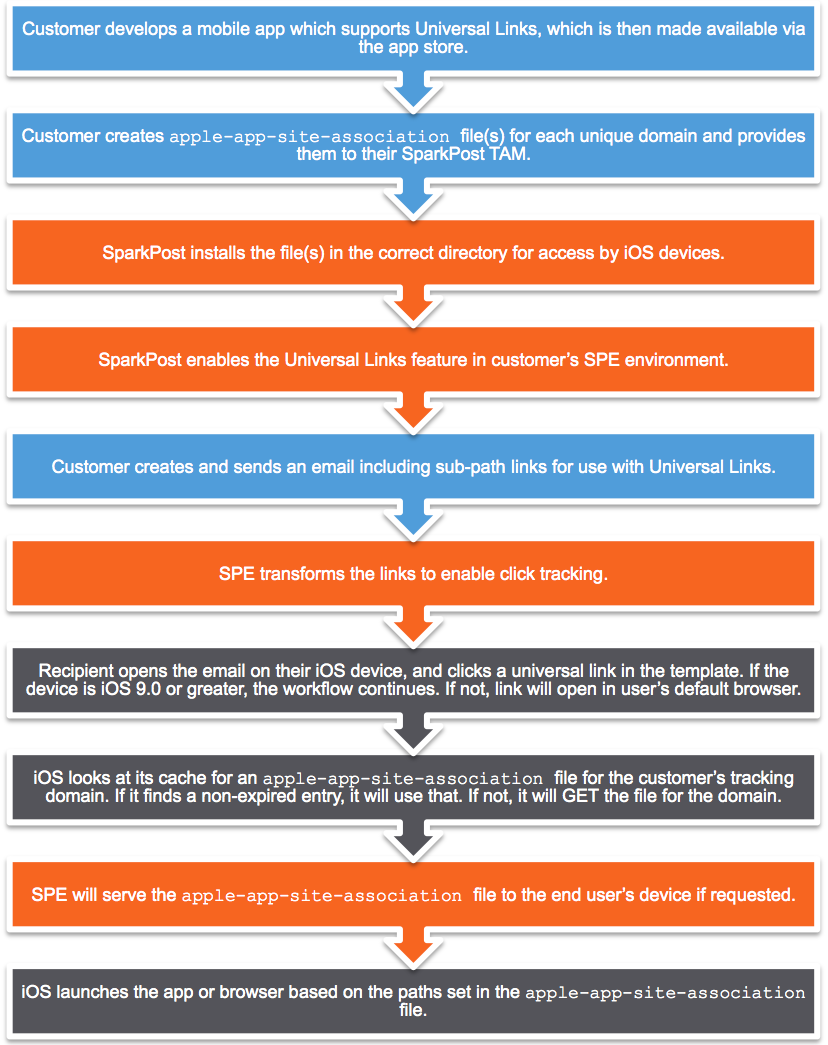 Customer develops a mobile app which supports Universal Links, which is then made available via
the app store.
Customer creates apple-app-site-association file(s) for each unique domain and provides
them to their SparkPost TAM.
SparkPost installs the file(s) in the correct directory for access by iOS devices.
SparkPost enables the Universal Links feature in customer’s SPE environment.
Customer creates and sends an email including sub-path links for use with Universal Links.
SPE transforms the links to enable click tracking.
Recipient opens the email on their iOS device, and clicks a universal link in the template. If the
device is iOS 9.0 or greater, the workflow continues. If not, link will open in user’s default browser.
iOS looks at its cache for an apple-app-site-association file for the customer’s tracking
domain. If it finds a non-expired entry, it will use that. If not, it will GET the file for the domain.
SPE will serve the apple-app-site-association file to the end user’s device if requested.
iOS launches the app or browser based on the paths set in the apple-app-site-association
file.